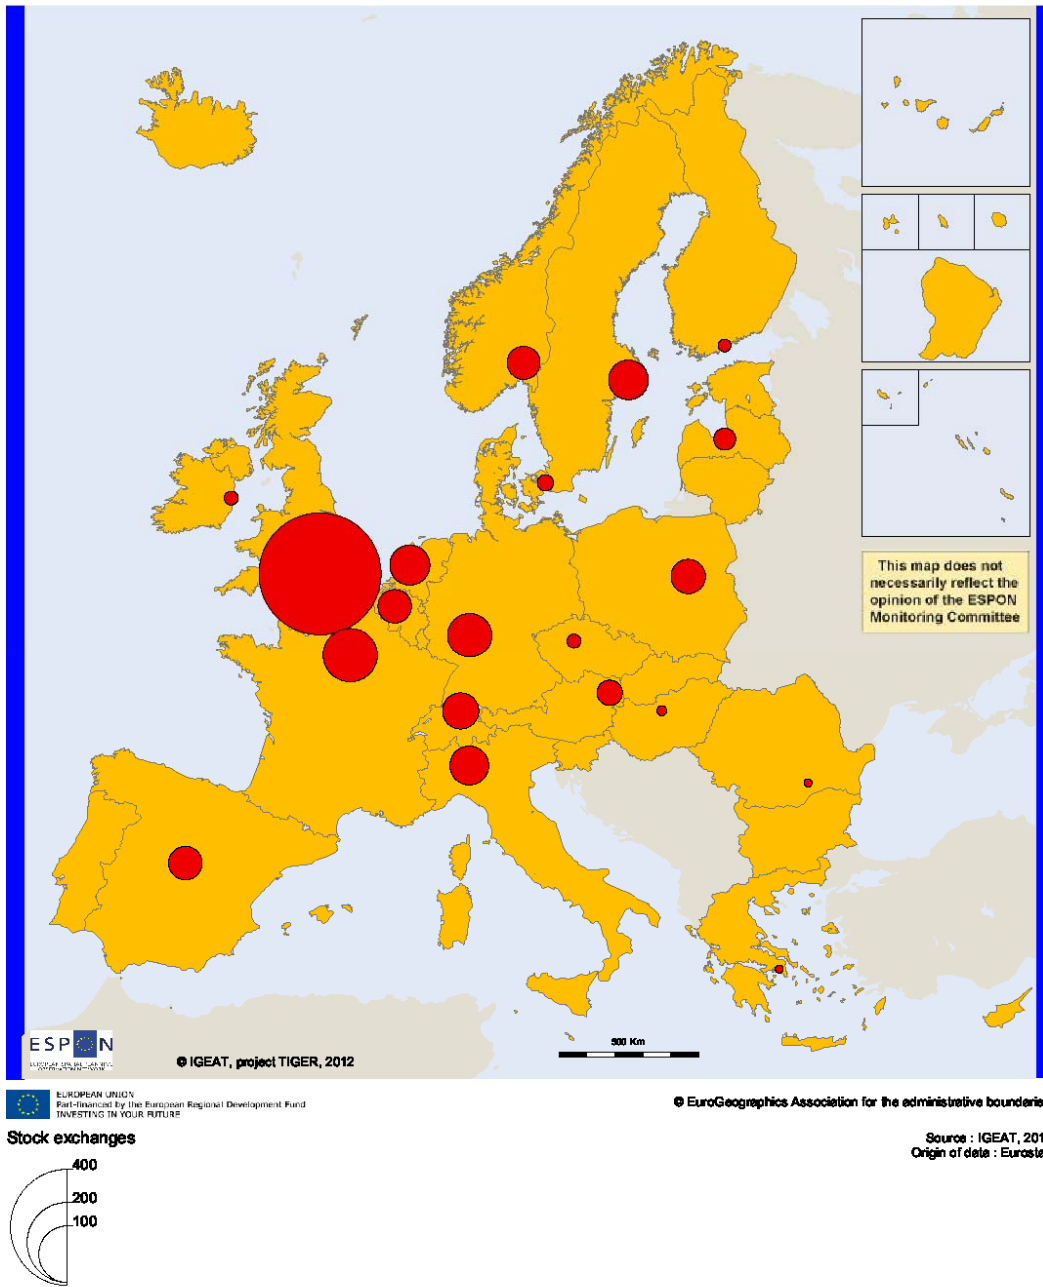 This map does not
necessarily reflect the
opinion of the ESPON
Monitoring Committee
ESPON
© IGEAT, project TIGER, 2012
500 Km
EUROPEAN UNION
Part-financed by the European Regional Development Fund
INVESTING IN YOUR FUTURE
© EuroGeographics Association for the administrative boundarie
Stock exchanges
Source : IGEAT, 201
Origin of data : Eurosta
400
200
100